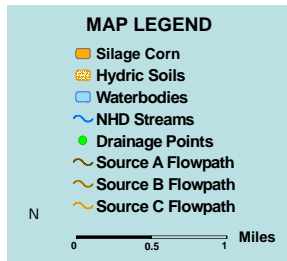 MAP LEGEND
Silage Corn
Hydric Soils
Waterbodies
NHD Streams
Drainage Points
Source A Flowpath
Source B Flowpath
Source C Flowpath
N
Miles
0 0.5 1